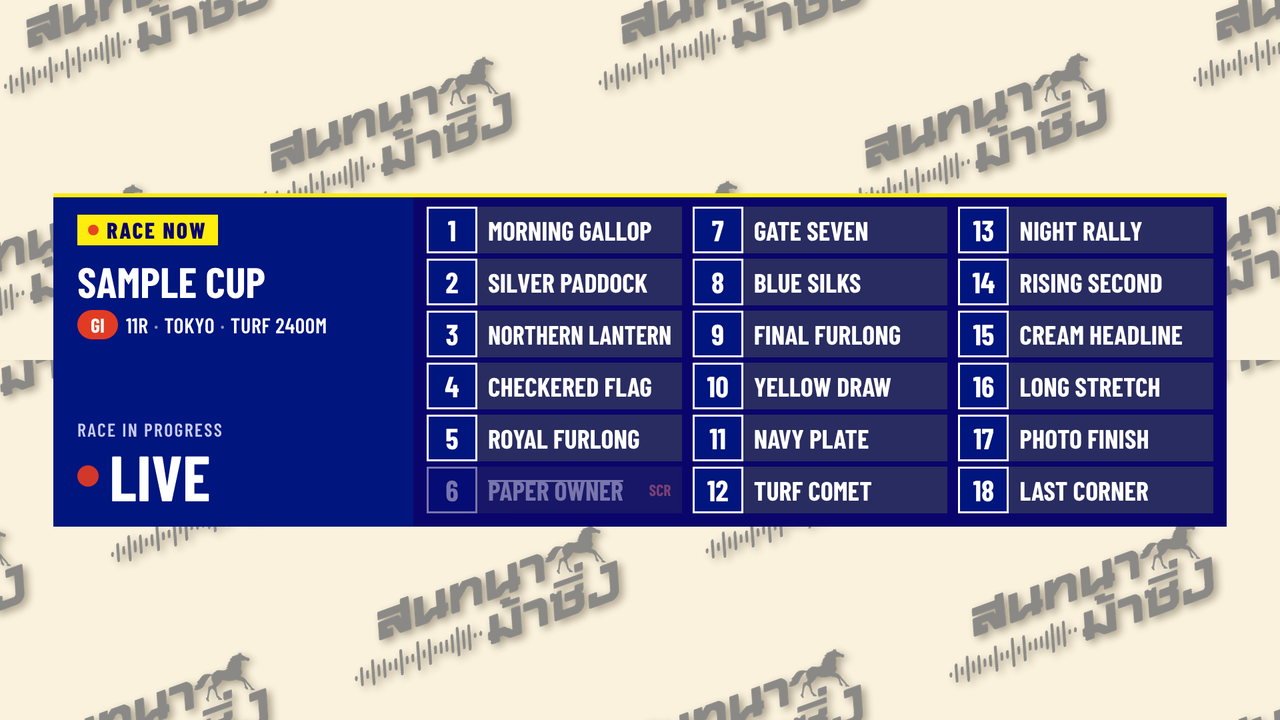 สนทนา
ม้าซิ่ง
RACE NOW
SAMPLE CUP
GI 11R · TOKYO · TURF 2400M
RACE IN PROGRESS
LIVE
1 MORNING GALLOP
2 SILVER PADDOCK
3 NORTHERN LANTERN
4 CHECKERED FLAG
5 ROYAL FURLONG
6 PAPER OWNER SCR
7 GATE SEVEN
8 BLUE SILKS
9 FINAL FURLONG
10 YELLOW DRAW
11 NAVY PLATE
12 TURF COMET
13 NIGHT RALLY
14 RISING SECOND
15 CREAM HEADLINE
16 LONG STRETCH
17 PHOTO FINISH
18 LAST CORNER